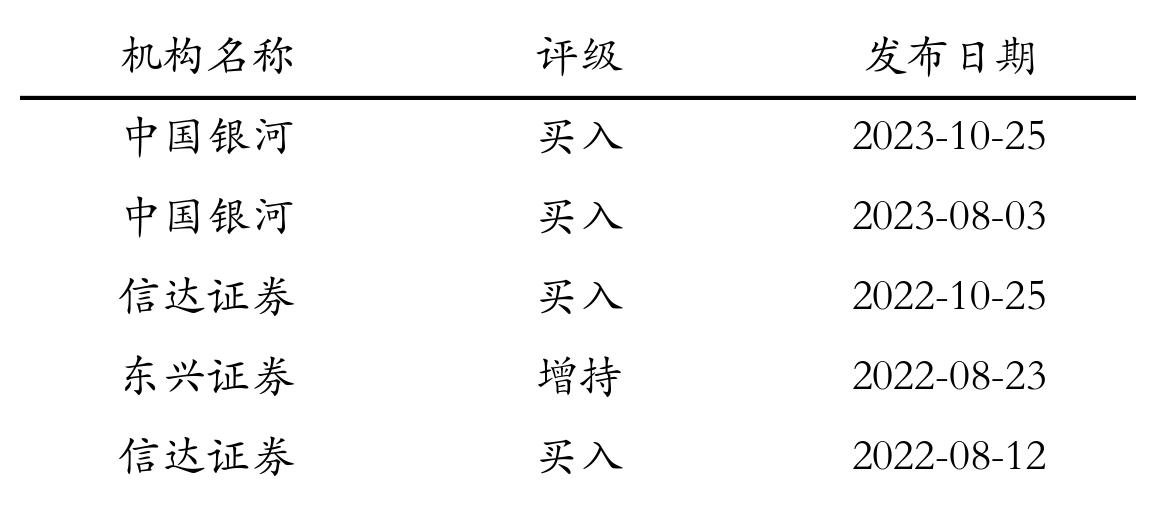 机构名称 评级 发布日期
中国银河 买入 2023-10-25
中国银河 买入 2023-08-03
信达证券 买入 2022-10-25
东兴证券 增持 2022-08-23
信达证券 买入 2022-08-12